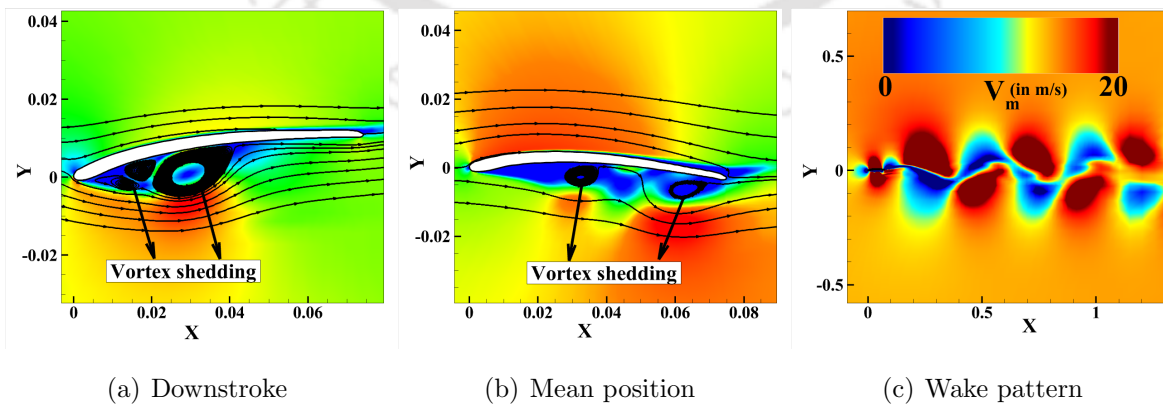 0.04
0.02
0
-0.02
Y
0
0.02
0.04
0.06
X
Vortex shedding
0.04
0.02
0
-0.02
Y
0
0.02
0.04
0.06
0.08
X
Vortex shedding
0.5
0
-0.5
Y
0
0.5
1
X
0
20
V_m (in m/s)
(a) Downstroke
(b) Mean position
(c) Wake pattern